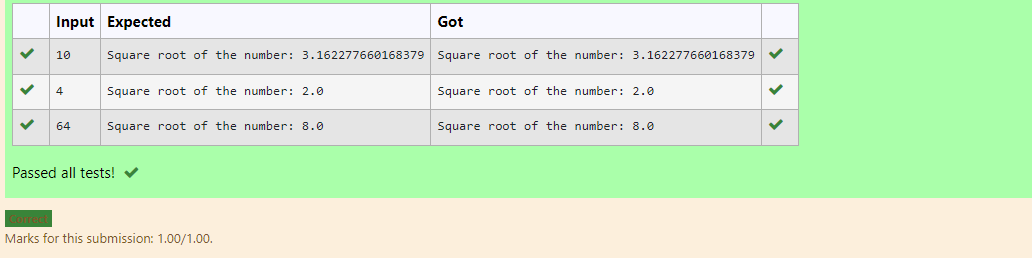 Input Expected Got
10 Square root of the number: 3.162277660168379 Square root of the number: 3.162277660168379
4 Square root of the number: 2.0 Square root of the number: 2.0
64 Square root of the number: 8.0 Square root of the number: 8.0
Passed all tests!
Correct
Marks for this submission: 1.00/1.00.